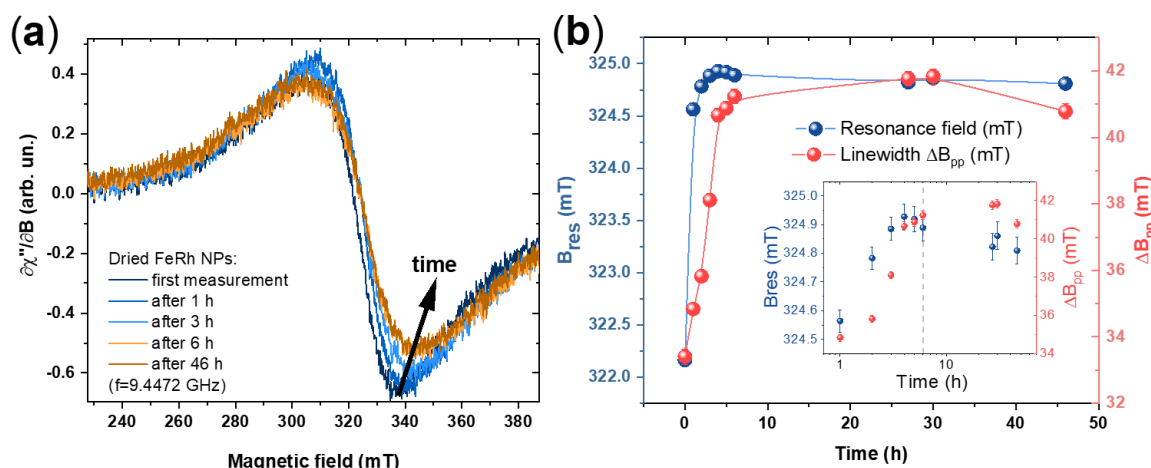 (a)
0.4
0.2
0.0
-0.2
-0.4
-0.6
∂χ"/∂B (arb. un.)
Dried FeRh NPs:
first measurement
after 1 h
after 3 h
after 6 h
after 46 h
(f=9.4472 GHz)
time
240 260 280 300 320 340 360 380
Magnetic field (mT)
(b)
325.0
324.5
324.0
323.5
323.0
322.5
322.0
B_res (mT)
Resonance field (mT)
Linewidth ΔB_pp (mT)
325.0
324.9
324.8
324.7
324.6
324.5
Bres (mT)
42
40
38
36
34
ΔB_pp (mT)
1 10
Time (h)
42
40
38
36
34
32
ΔB_pp (mT)
0 10 20 30 40 50
Time (h)